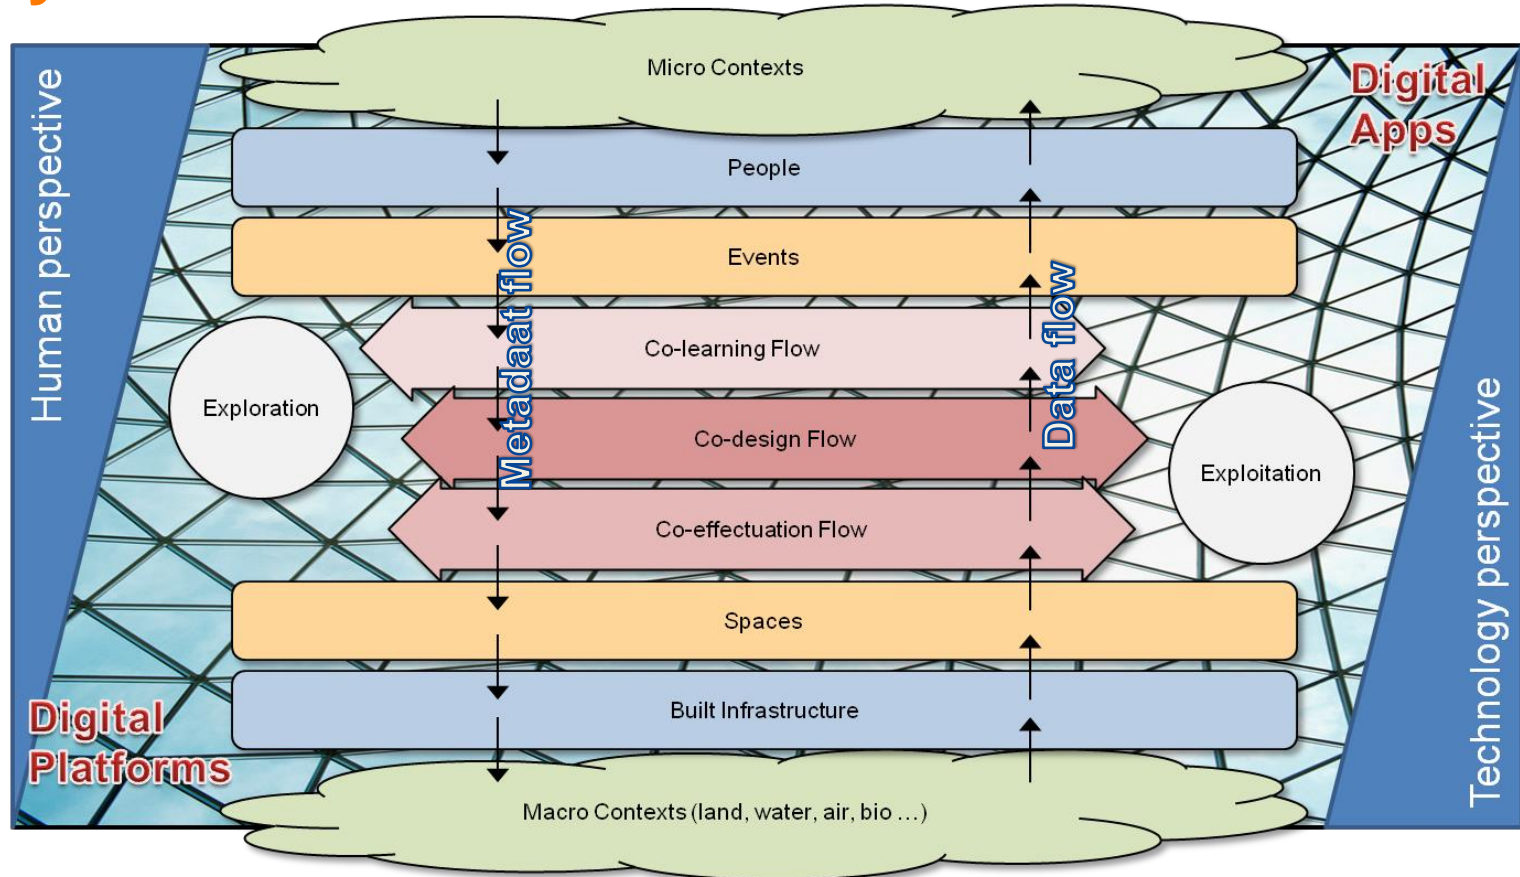 Micro Contexts
Human perspective
Digital
Apps
People
Events
Metadaat flow
Data flow
Co-learning Flow
Exploration
Co-design Flow
Exploitation
Co-effectuation Flow
Technology perspective
Spaces
Built Infrastructure
Digital
Platforms
Macro Contexts (land, water, air, bio ...)